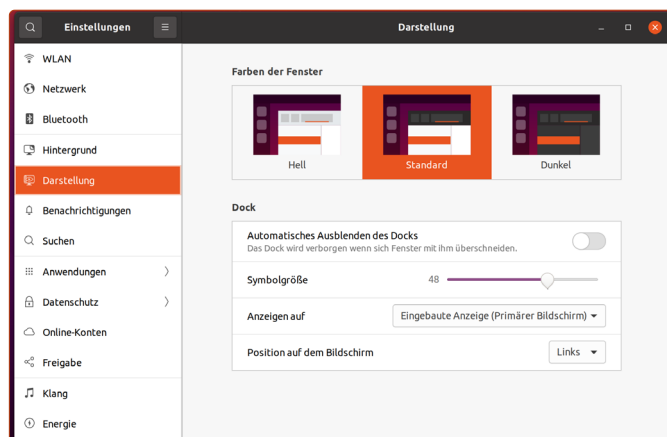 Einstellungen
Darstellung
WLAN
Netzwerk
Bluetooth
Hintergrund
Darstellung
Benachrichtigungen
Suchen
Anwendungen
Datenschutz
Online-Konten
Freigabe
Klang
Energie
Farben der Fenster
Hell
Standard
Dunkel
Dock
Automatisches Ausblenden des Docks
Das Dock wird verborgen wenn sich Fenster mit ihm überschneiden.
Symbolgröße
48
Anzeigen auf
Eingebaute Anzeige (Primärer Bildschirm)
Position auf dem Bildschirm
Links